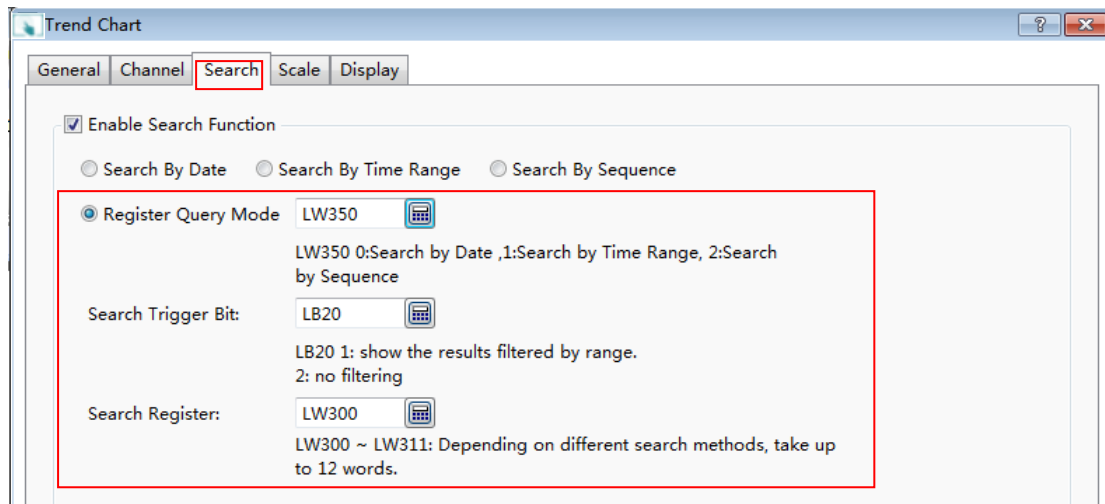 Trend Chart
General Channel Search Scale Display
Enable Search Function
Search By Date Search By Time Range Search By Sequence
Register Query Mode LW350
LW350 0:Search by Date ,1:Search by Time Range, 2:Search
by Sequence
Search Trigger Bit: LB20
LB20 1: show the results filtered by range.
2: no filtering
Search Register: LW300
LW300 ~ LW311: Depending on different search methods, take up
to 12 words.